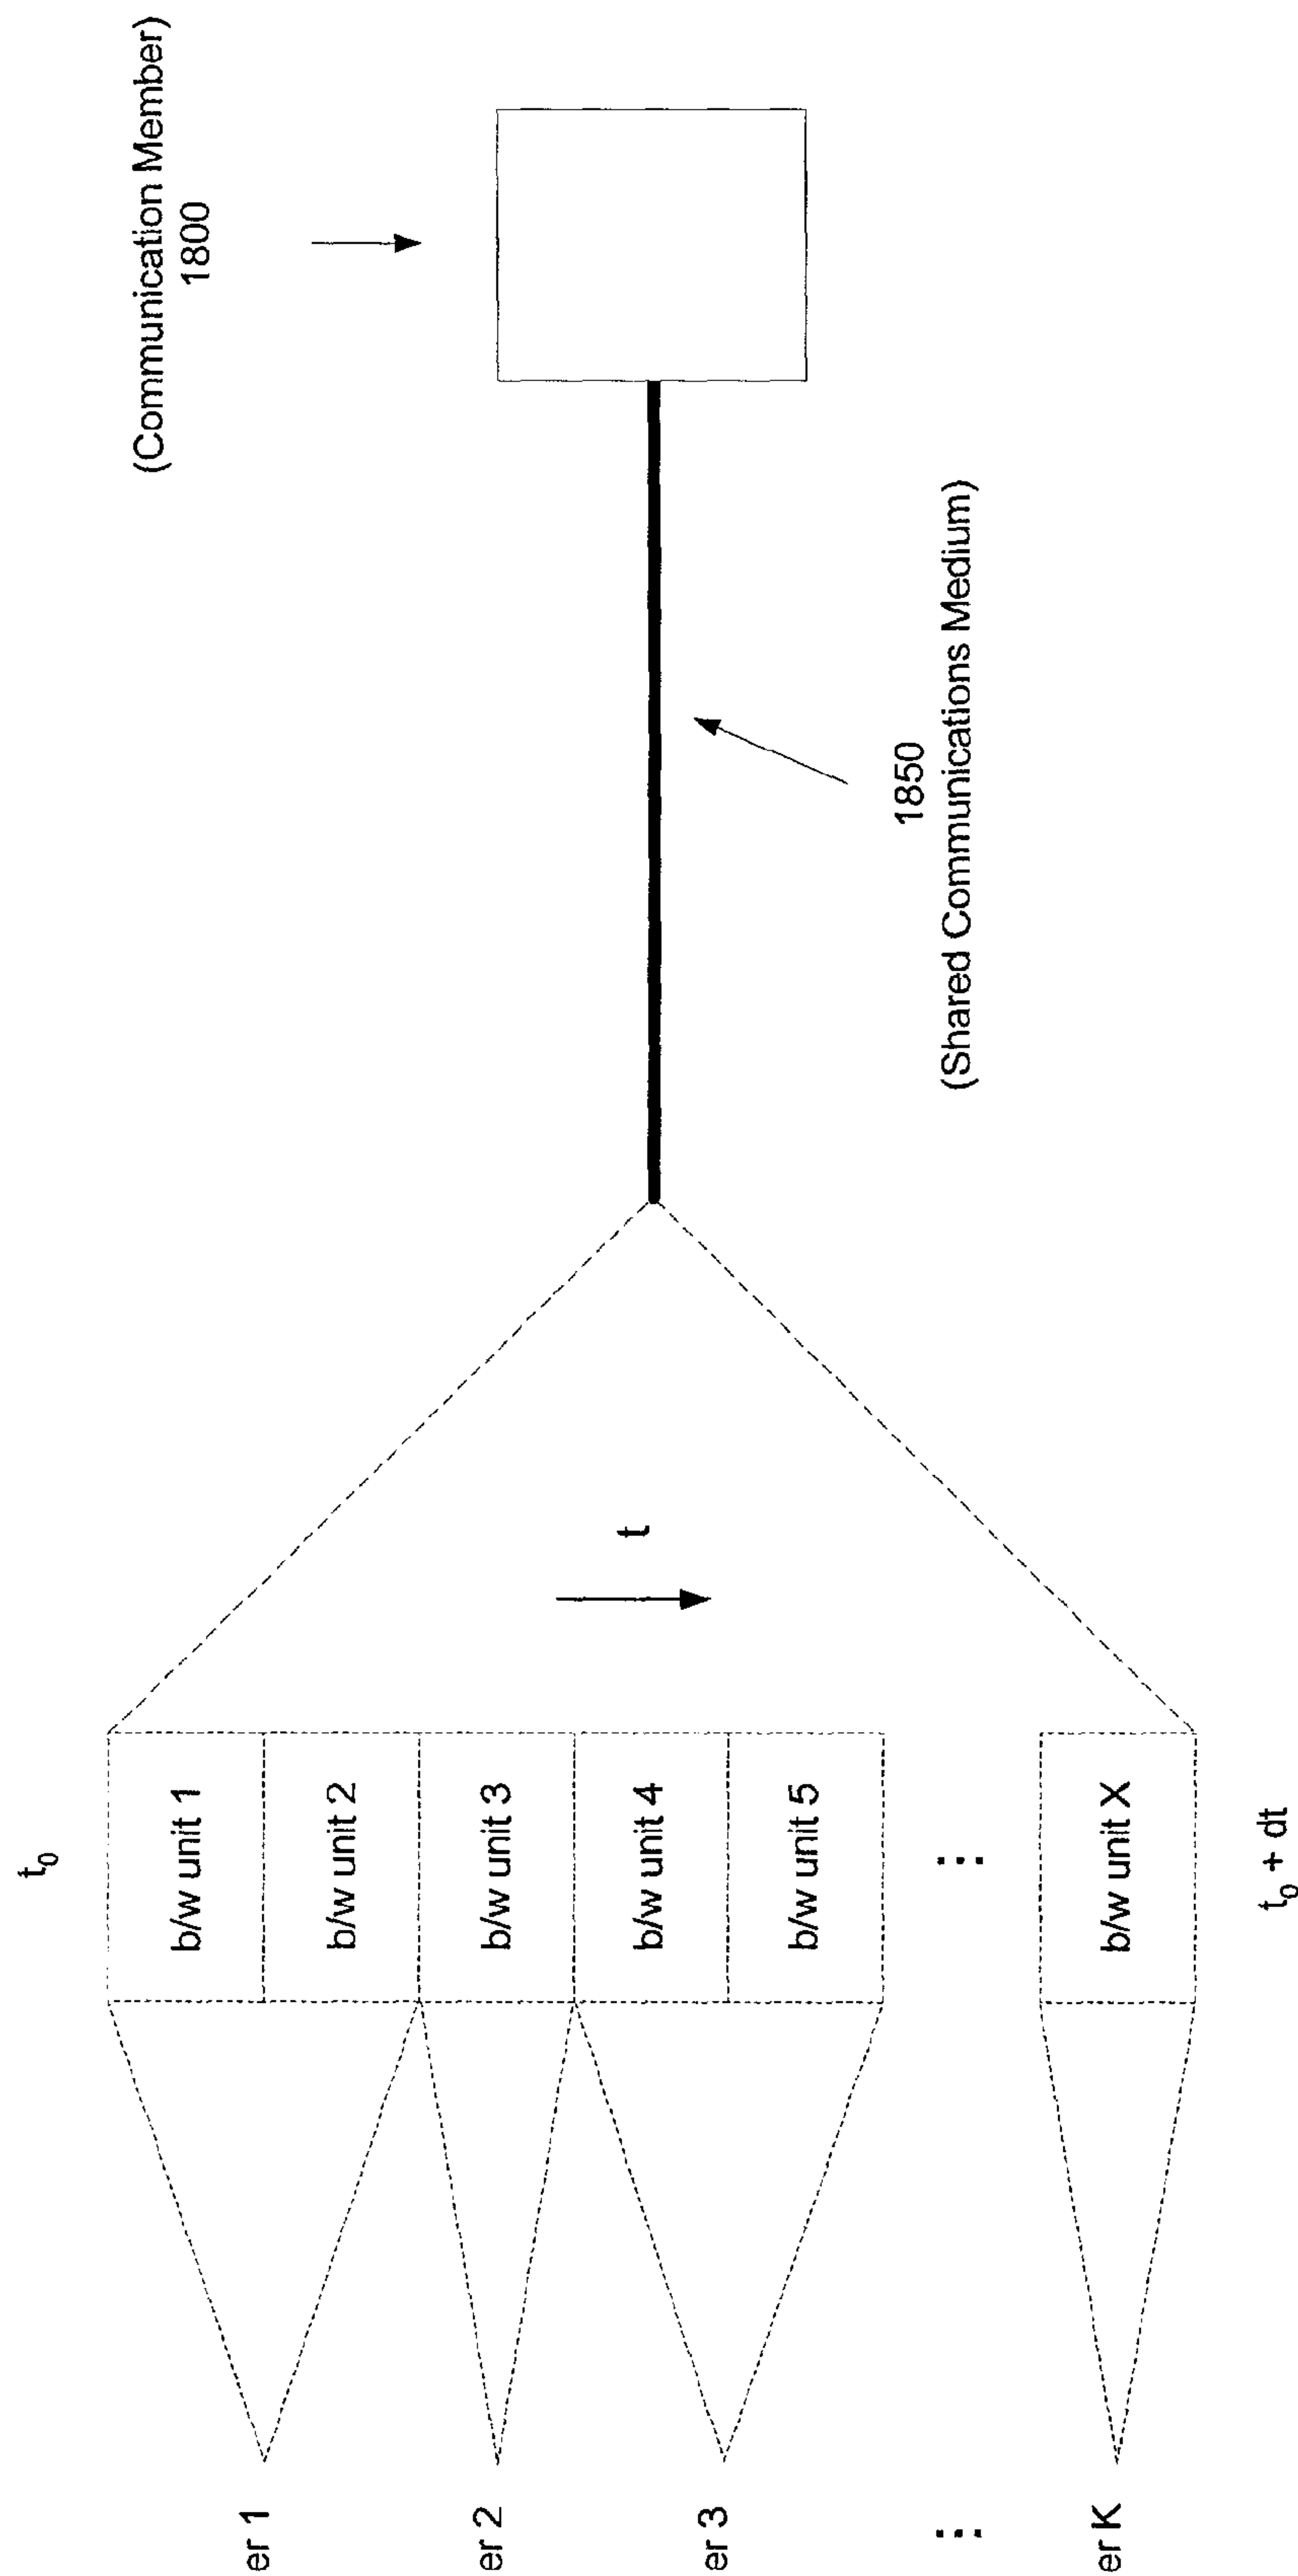 (Communication Member)
1800
1850
(Shared Communications Medium)
t
t₀
b/w unit 1
b/w unit 2
b/w unit 3
b/w unit 4
b/w unit 5
...
b/w unit X
t₀ + dt
er 1
er 2
er 3
...
er K